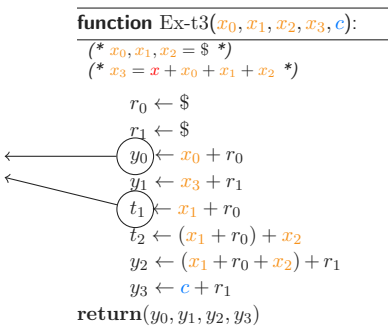 function Ex-t3(x₀, x₁, x₂, x₃, c):
(* x₀, x₁, x₂ = $ *)
(* x₃ = x + x₀ + x₁ + x₂ *)
r₀ ← $
r₁ ← $
y₀ ← x₀ + r₀
y₁ ← x₃ + r₁
t₁ ← x₁ + r₀
t₂ ← (x₁ + r₀) + x₂
y₂ ← (x₁ + r₀ + x₂) + r₁
y₃ ← c + r₁
return(y₀, y₁, y₂, y₃)